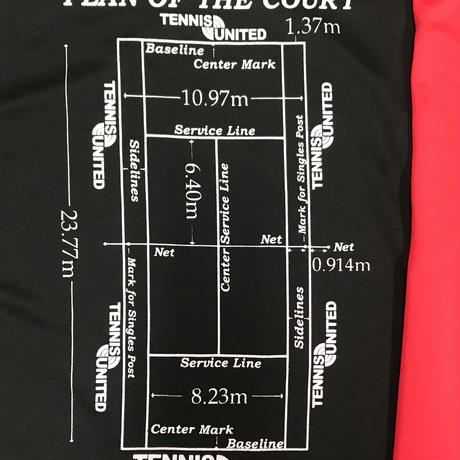 PLAN OF THE COURT
TENNIS UNITED
1.37m
Baseline
Center Mark
10.97m
TENNIS UNITED
TENNIS UNITED
Service Line
Sidelines
6.40m
Center Service Line
Mark for Singles Post
23.77m
Net
Net
Net
0.914m
Mark for Singles Post
Sidelines
TENNIS UNITED
TENNIS UNITED
Service Line
8.23m
Center Mark
Baseline
TENNIS